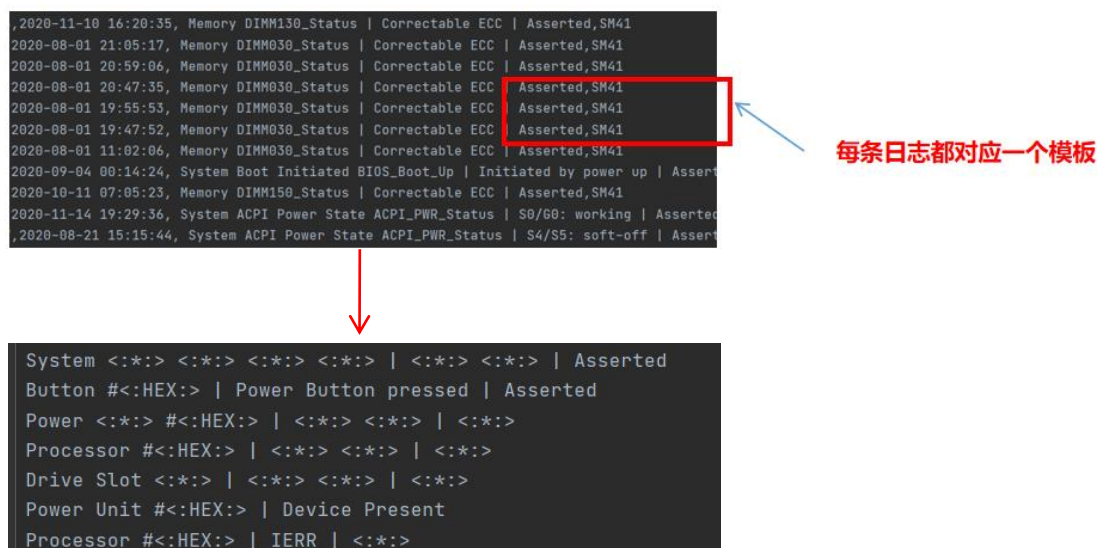 ,2020-11-10 16:20:35, Memory DIMM130_Status | Correctable ECC | Asserted,SM41
2020-08-01 21:05:17, Memory DIMM030_Status | Correctable ECC | Asserted,SM41
2020-08-01 20:59:06, Memory DIMM030_Status | Correctable ECC | Asserted,SM41
2020-08-01 20:47:35, Memory DIMM030_Status | Correctable ECC | Asserted,SM41
2020-08-01 19:55:53, Memory DIMM030_Status | Correctable ECC | Asserted,SM41
2020-08-01 19:47:52, Memory DIMM030_Status | Correctable ECC | Asserted,SM41
2020-08-01 11:02:06, Memory DIMM030_Status | Correctable ECC | Asserted,SM41
2020-09-04 00:14:24, System Boot Initiated BIOS_Boot_Up | Initiated by power up | Assert
2020-10-11 07:05:23, Memory DIMM150_Status | Correctable ECC | Asserted,SM41
2020-11-14 19:29:36, System ACPI Power State ACPI_PWR_Status | S0/G0: working | Asserted
,2020-08-21 15:15:44, System ACPI Power State ACPI_PWR_Status | S4/S5: soft-off | Assert
每条日志都对应一个模板
System <:*:> <:*:> <:*:> <:*:> | <:*:> <:*:> | Asserted
Button #<:HEX:> | Power Button pressed | Asserted
Power <:*:> #<:HEX:> | <:*:> <:*:> | <:*:>
Processor #<:HEX:> | <:*:> <:*:> | <:*:>
Drive Slot <:*:> | <:*:> <:*:> | <:*:>
Power Unit #<:HEX:> | Device Present
Processor #<:HEX:> | IERR | <:*:>